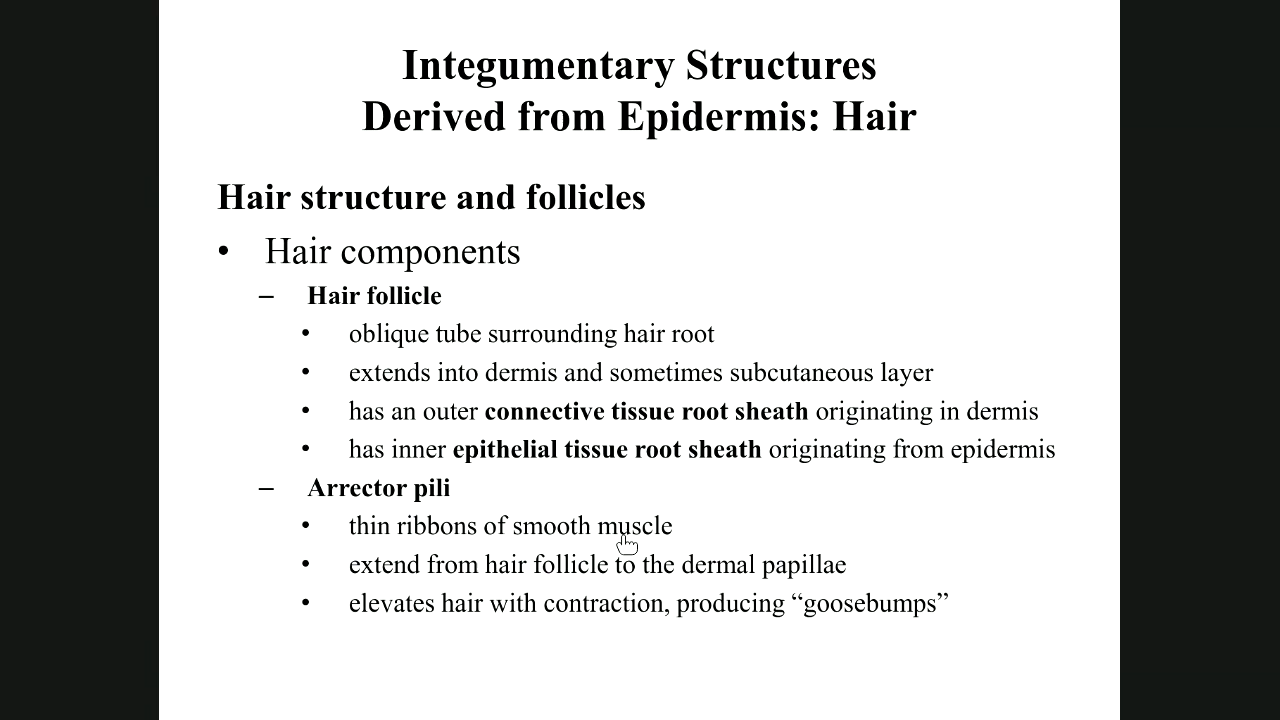 Integumentary Structures
Derived from Epidermis: Hair
Hair structure and follicles
• Hair components
– Hair follicle
• oblique tube surrounding hair root
• extends into dermis and sometimes subcutaneous layer
• has an outer connective tissue root sheath originating in dermis
• has inner epithelial tissue root sheath originating from epidermis
– Arrector pili
• thin ribbons of smooth muscle
• extend from hair follicle to the dermal papillae
• elevates hair with contraction, producing “goosebumps”